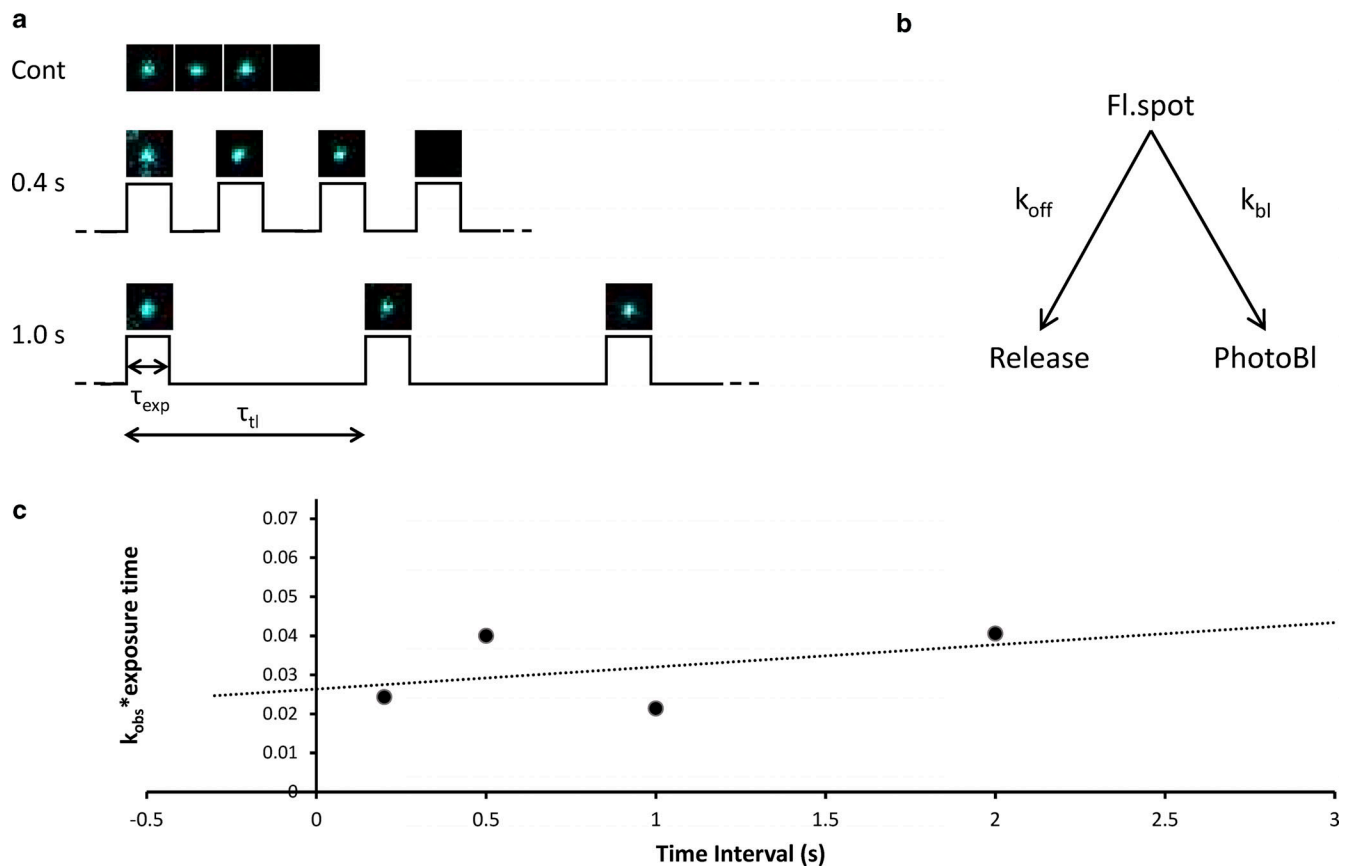 a
Cont
0.4 s
1.0 s
τexp
τtl
b
Fl.spot
koff
kbl
Release
PhotoBl
c
kobs*exposure time
0.07
0.06
0.05
0.04
0.03
0.02
0.01
0
-0.5 0 0.5 1 1.5 2 2.5 3
Time Interval (s)